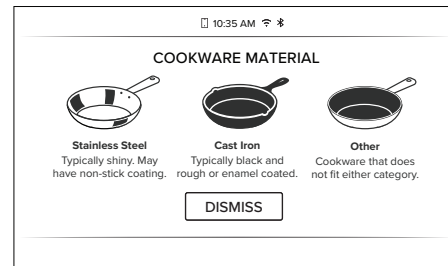 10:35 AM
COOKWARE MATERIAL
Stainless Steel
Typically shiny. May
have non-stick coating.
Cast Iron
Typically black and
rough or enamel coated.
Other
Cookware that does
not fit either category.
DISMISS